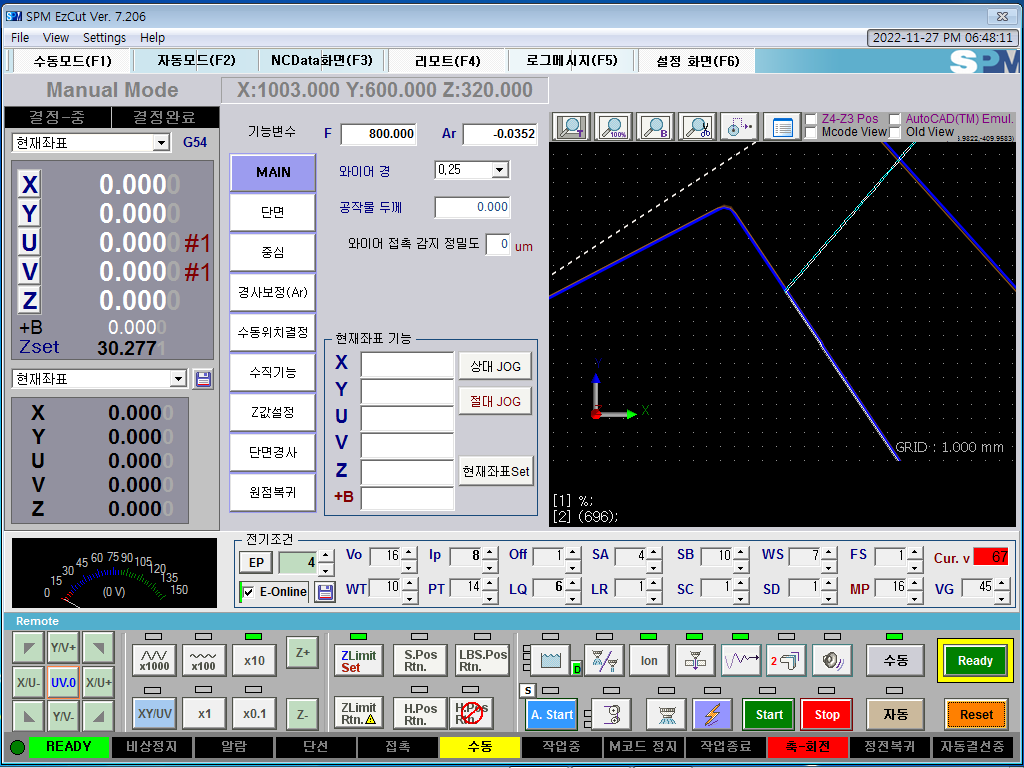 SPM EzCut Ver. 7.206
File View Settings Help
2022-11-27 PM 06:48:11
수동모드(F1) 자동모드(F2) NCData화면(F3) 리모트(F4) 로그메시지(F5) 설정 화면(F6) SPM
Manual Mode X:1003.000 Y:600.000 Z:320.000
결정-중 결정완료
현재좌표 G54
X 0.0000
Y 0.0000
U 0.0000 #1
V 0.0000 #1
Z 0.0000
+B 0.0000
Zset 30.2771
현재좌표
X 0.0000
Y 0.0000
U 0.0000
V 0.0000
Z 0.0000
기능변수 F 800.000 Ar -0.0352
MAIN
단면
중심
경사보정(Ar)
수동위치결정
수직기능
Z값설정
단면경사
원점복귀
와이어 경 0.25
공작물 두께 0.000
와이어 접촉 감지 정밀도 0 um
현재좌표 기능
X 상대 JOG
Y 절대 JOG
U
V
Z 현재좌표Set
+B
T 100% B
Z4-Z3 Pos AutoCAD(TM) Emul.
Mcode View Old View
X
GRID : 1.000 mm
[1] %;
[2] (696);
0 15 30 45 60 75 90 105 120 135 150
(0 V)
전기조건
EP 4 Vo 16 Ip 8 Off 1 SA 4 SB 10 WS 7 FS 1 Cur. v 67
E-Online WT 10 PT 14 LQ 6 LR 1 SC 1 SD 1 MP 16 VG 45
Remote
Y/V+ x1000 x100 x10 Z+ ZLimit Set S.Pos Rtn. LBS.Pos Rtn. D Ion 2 수동 Ready
X/U- UV.0 X/U+
Y/V- XY/UV x1 x0.1 Z- ZLimit Rtn. H.Pos Rtn. H.Pos Rtn. S A. Start Start Stop 자동 Reset
READY 비상정지 알람 단선 접촉 수동 작업중 M코드 정지 작업종료 축-회전 정전복귀 자동결선중